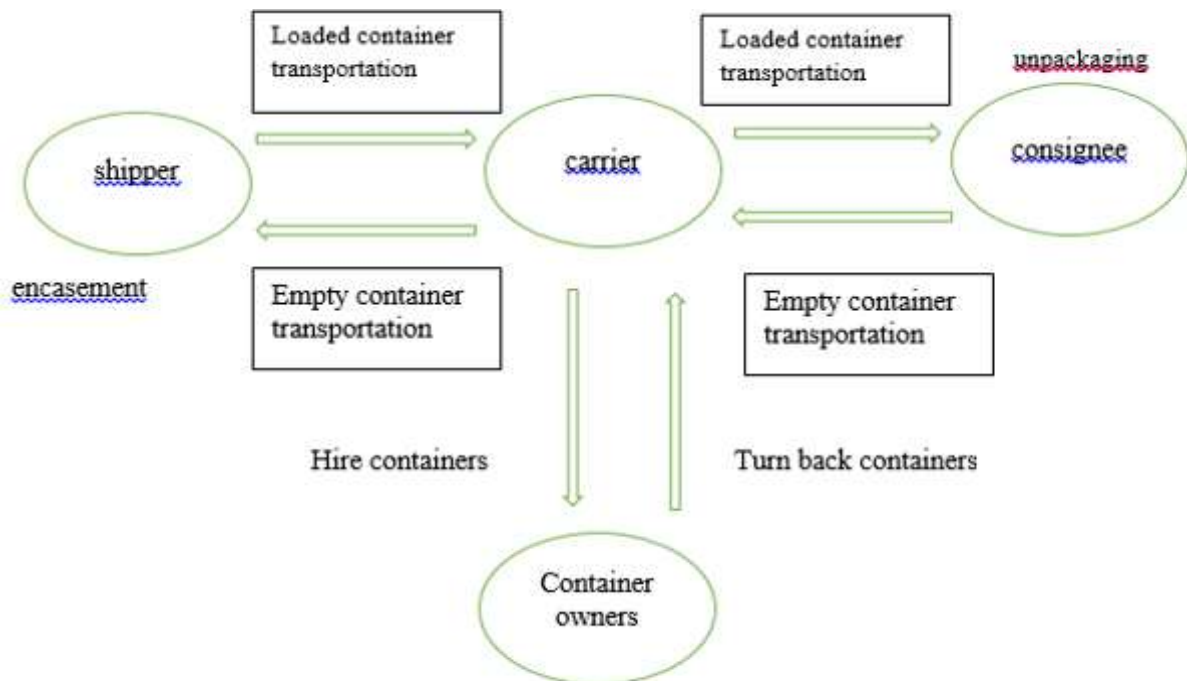 Loaded container
transportation
Loaded container
transportation
unpackaging
shipper
carrier
consignee
encasement
Empty container
transportation
Empty container
transportation
Hire containers
Turn back containers
Container
owners